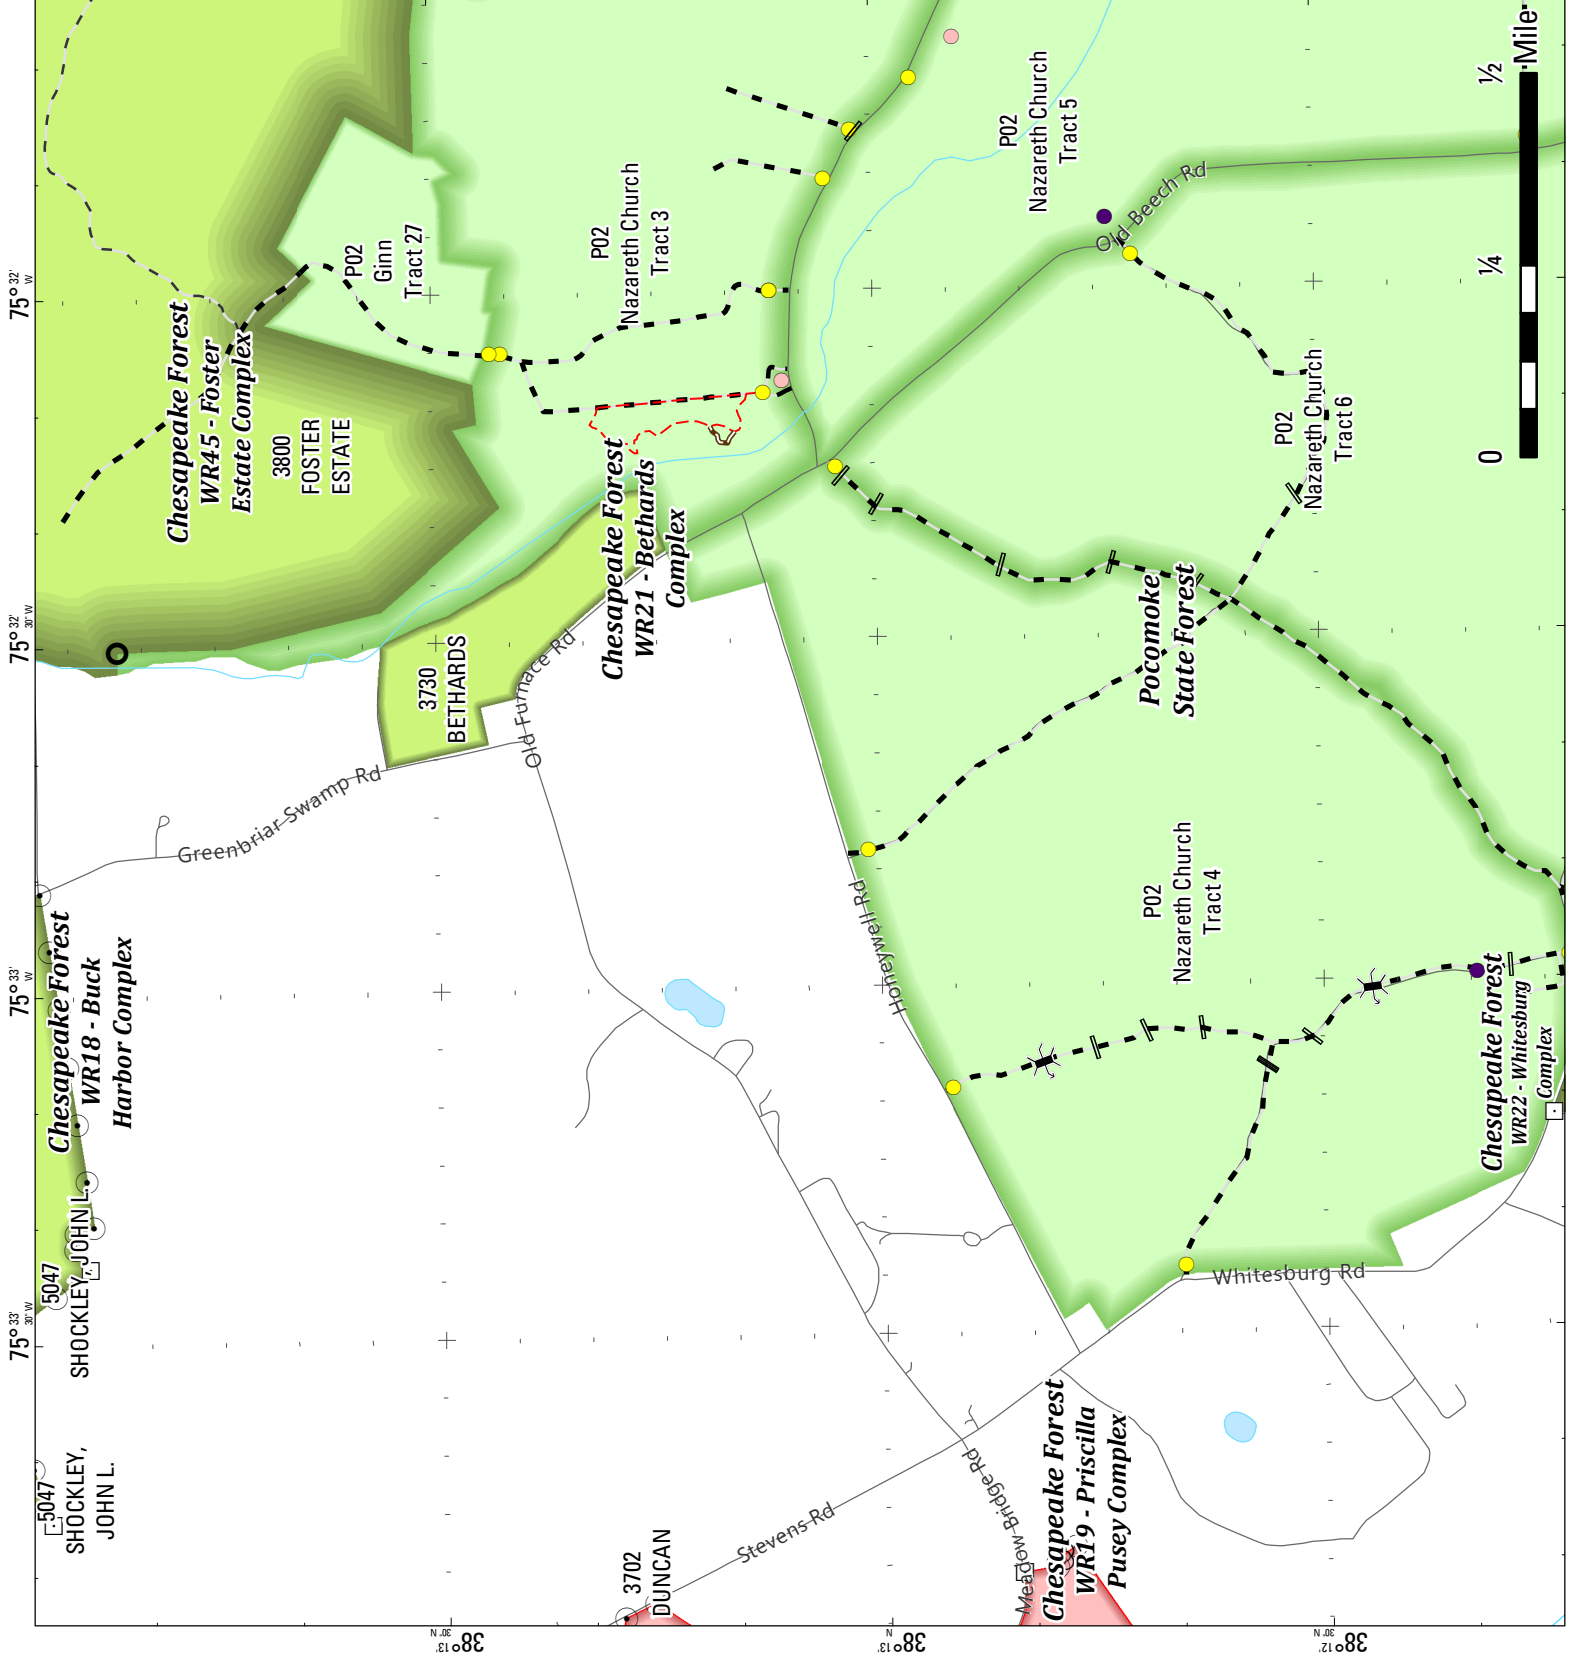 75° 33' 30" W
75° 33' W
75° 32' 30" W
75° 32' W
38° 13' 30" N
38° 13' N
38° 12' 30" N
5047
SHOCKLEY,
JOHN L.
5047
SHOCKLEY, JOHN L.
Chesapeake Forest
WR18 - Buck
Harbor Complex
Greenbriar Swamp Rd
Chesapeake Forest
WR45 - Foster
Estate Complex
3800
FOSTER
ESTATE
P02
Ginn
Tract 27
3730
BETHARDS
Old Furnace Rd
Chesapeake Forest
WR21 - Bethards
Complex
P02
Nazareth Church
Tract 3
3702
DUNCAN
Stevens Rd
Meadow Bridge Rd
Chesapeake Forest
WR19 - Priscilla
Pusey Complex
Honeywell Rd
P02
Nazareth Church
Tract 5
Old Beech Rd
Pocomoke
State Forest
P02
Nazareth Church
Tract 4
P02
Nazareth Church
Tract 6
Whitesburg Rd
Chesapeake Forest
WR22 - Whitesburg
Complex
0 ¼ ½
Mile